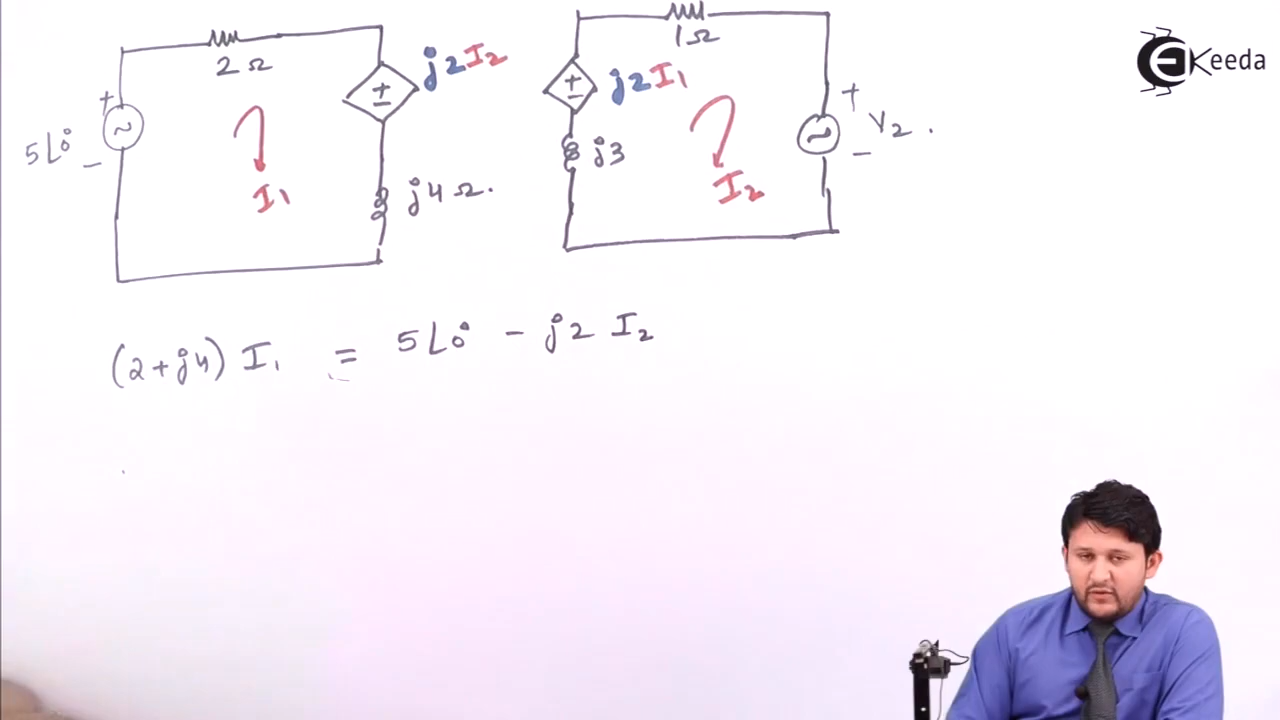 2 Ω
j2I₂
5∠0°
+
-
I₁
+
-
j4 Ω.
1Ω
+
-
j2I₁
j3
I₂
+
V₂.
-
EKeeda
(2+j4) I₁ = 5∠0° - j2 I₂